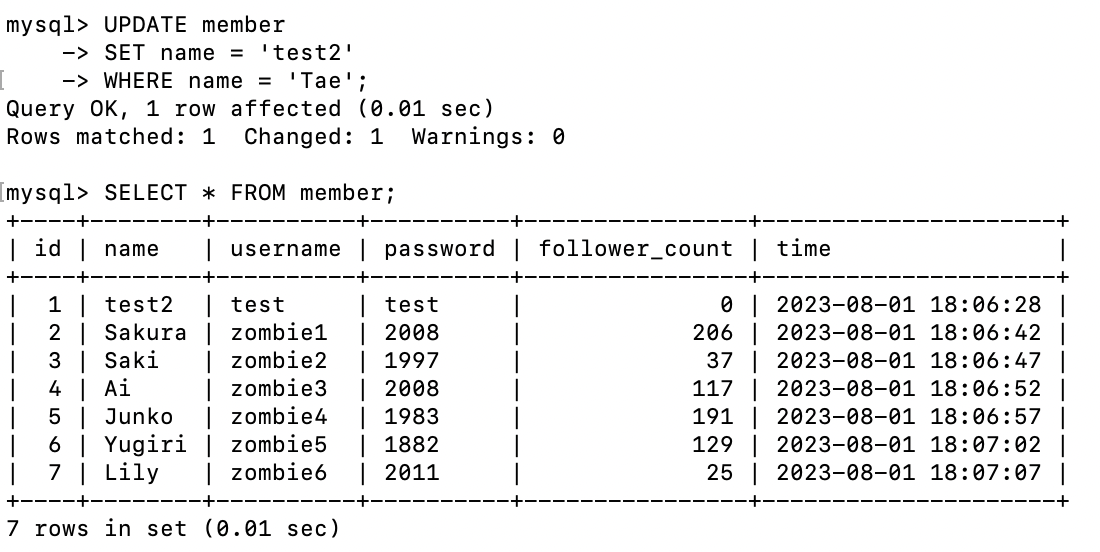 mysql> UPDATE member
    -> SET name = 'test2'
    -> WHERE name = 'Tae';
Query OK, 1 row affected (0.01 sec)
Rows matched: 1  Changed: 1  Warnings: 0

mysql> SELECT * FROM member;
+----+--------+----------+----------+----------------+---------------------+
| id | name   | username | password | follower_count | time                |
+----+--------+----------+----------+----------------+---------------------+
|  1 | test2  | test     | test     |              0 | 2023-08-01 18:06:28 |
|  2 | Sakura | zombie1  | 2008     |            206 | 2023-08-01 18:06:42 |
|  3 | Saki   | zombie2  | 1997     |             37 | 2023-08-01 18:06:47 |
|  4 | Ai     | zombie3  | 2008     |            117 | 2023-08-01 18:06:52 |
|  5 | Junko  | zombie4  | 1983     |            191 | 2023-08-01 18:06:57 |
|  6 | Yugiri | zombie5  | 1882     |            129 | 2023-08-01 18:07:02 |
|  7 | Lily   | zombie6  | 2011     |             25 | 2023-08-01 18:07:07 |
+----+--------+----------+----------+----------------+---------------------+
7 rows in set (0.01 sec)